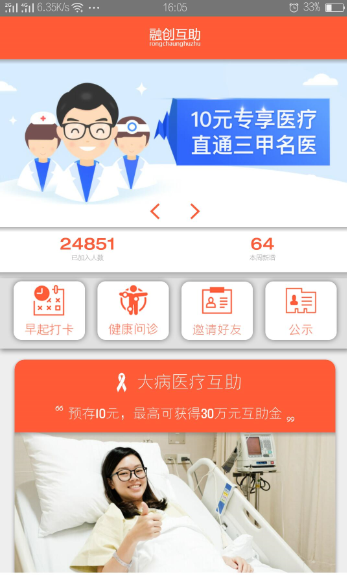 6.35K/s
16:05
33%
融创互助
rongchuanghuzhu
10元专享医疗
直通三甲名医
24851
64
已加入人数
本周新增
早起打卡
健康问诊
邀请好友
公示
大病医疗互助
“ 预存10元，最高可获得30万元互助金 ”